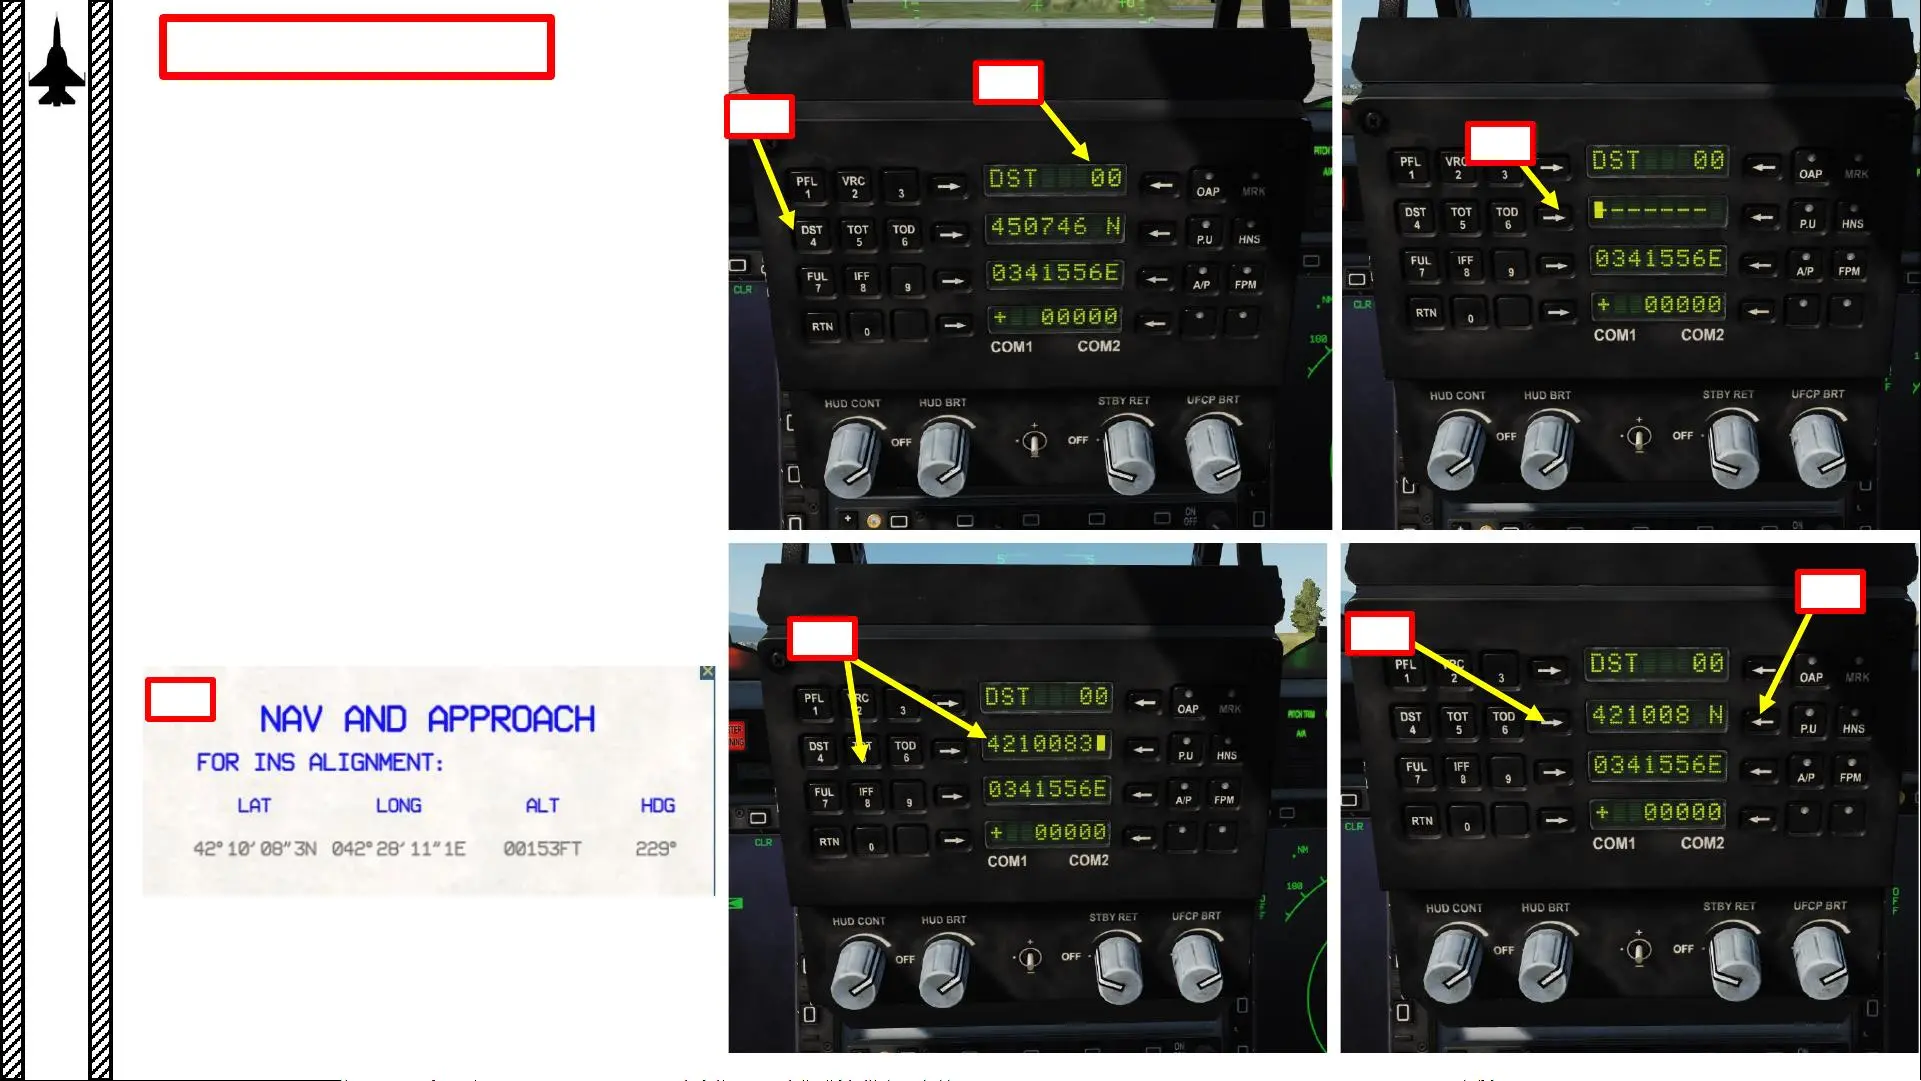 NAV AND APPROACH
FOR INS ALIGNMENT:
LAT LONG ALT HDG
42°10'08"3N 042°28'11"1E 00153FT 229°
PFL 1 VRC 2 3 DST 00 OAP MRK
DST 4 TOT 5 TOD 6 450746 N P.U HNS
FUL 7 IFF 8 9 0341556E A/P FPM
RTN 0 + 00000
COM1 COM2
HUD CONT HUD BRT STBY RET UFCP BRT
OFF OFF
ON
OFF
CLR
180
PFL 1 VRC 2 3 DST 00 OAP MRK
DST 4 TOT 5 TOD 6 ------ P.U HNS
FUL 7 IFF 8 9 0341556E A/P FPM
RTN 0 + 00000
COM1 COM2
HUD CONT HUD BRT STBY RET UFCP BRT
OFF OFF
CLR
PFL 1 2 3 DST 00 OAP MRK
DST 4 TOD 6 4210083 P.U HNS
FUL 7 IFF 8 9 0341556E A/P FPM
RTN 0 + 00000
COM1 COM2
HUD CONT HUD BRT STBY RET UFCP BRT
OFF OFF
CLR
NM
180
PFL 1 2 3 DST 00 OAP MRK
DST 4 TOT 5 TOD 6 421008 N P.U HNS
FUL 7 IFF 8 9 0341556E A/P FPM
RTN 0 + 00000
COM1 COM2
HUD CONT HUD BRT STBY RET UFCP BRT
OFF OFF
CLR